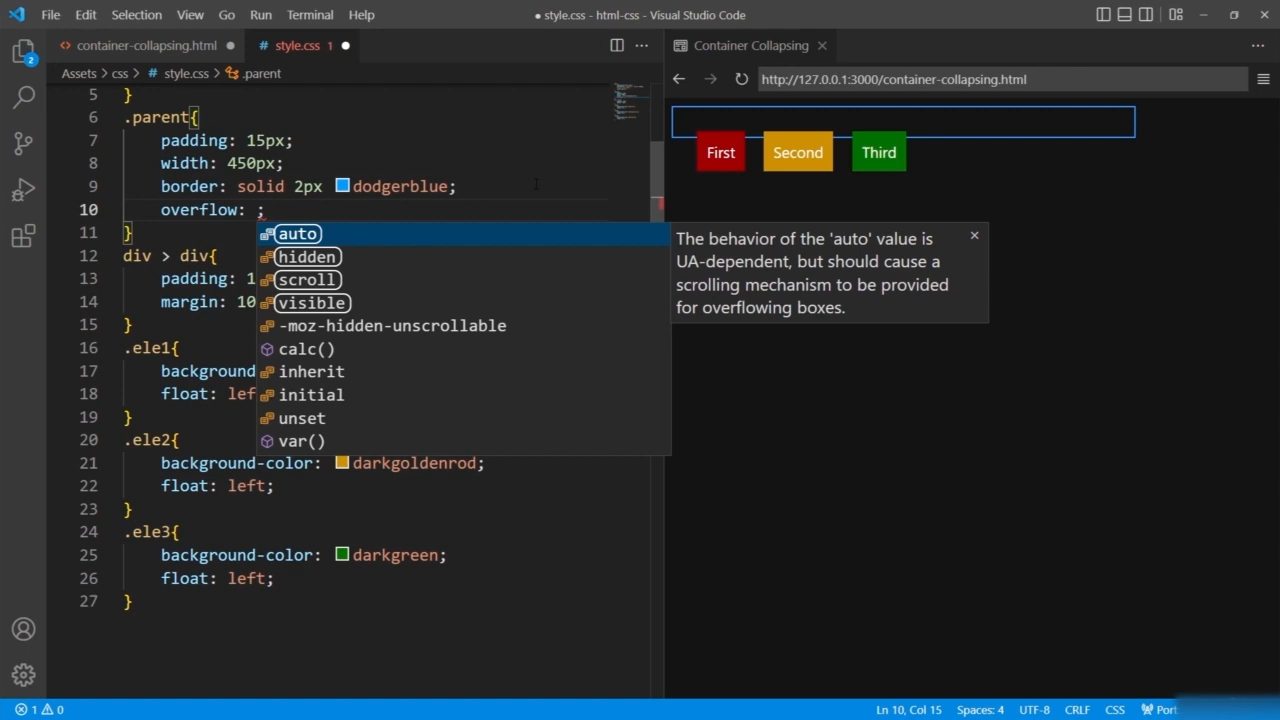 File Edit Selection View Go Run Terminal Help
● style.css - html-css - Visual Studio Code
container-collapsing.html ●
# style.css 1 ●
Container Collapsing
Assets > css > # style.css > .parent
http://127.0.0.1:3000/container-collapsing.html
2
5 }
6 .parent{
7 padding: 15px;
8 width: 450px;
9 border: solid 2px dodgerblue;
10 overflow: ;
11 }
12 div > div{
13 padding: 1
14 margin: 10
15 }
16 .ele1{
17 background
18 float: lef
19 }
20 .ele2{
21 background-color: darkgoldenrod;
22 float: left;
23 }
24 .ele3{
25 background-color: darkgreen;
26 float: left;
27 }
auto
hidden
scroll
visible
-moz-hidden-unscrollable
calc()
inherit
initial
unset
var()
The behavior of the 'auto' value is
UA-dependent, but should cause a
scrolling mechanism to be provided
for overflowing boxes.
First Second Third
1 0
Ln 10, Col 15 Spaces: 4 UTF-8 CRLF CSS